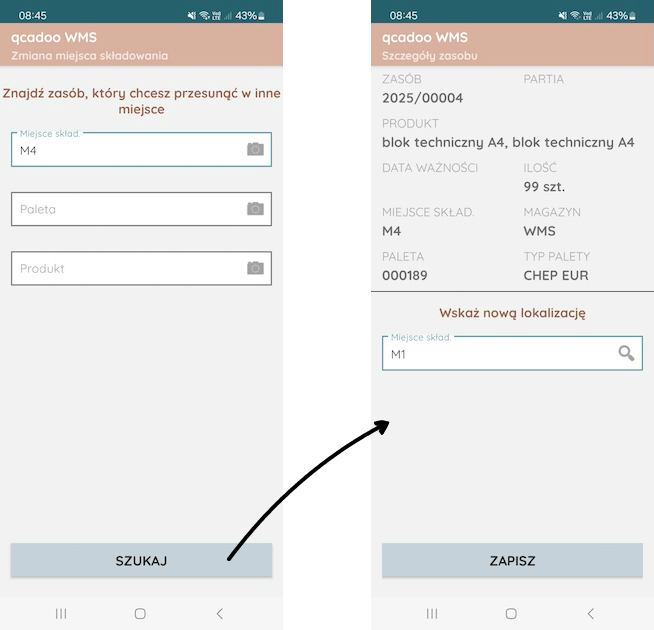 08:45
43%
qcadoo WMS
Zmiana miejsca składowania
Znajdź zasób, który chcesz przesunąć w inne
miejsce
Miejsce skład.
M4
Paleta
Produkt
SZUKAJ
08:45
43%
qcadoo WMS
Szczegóły zasobu
ZASÓB PARTIA
2025/00004
PRODUKT
blok techniczny A4, blok techniczny A4
DATA WAŻNOŚCI ILOŚĆ
99 szt.
MIEJSCE SKŁAD. MAGAZYN
M4 WMS
PALETA TYP PALETY
000189 CHEP EUR
Wskaż nową lokalizację
Miejsce skład.
M1
ZAPISZ